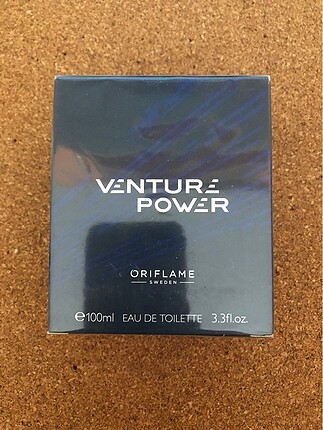 VENTURE
POWER
ORIFLAME
SWEDEN
℮100ml EAU DE TOILETTE 3.3fl.oz.